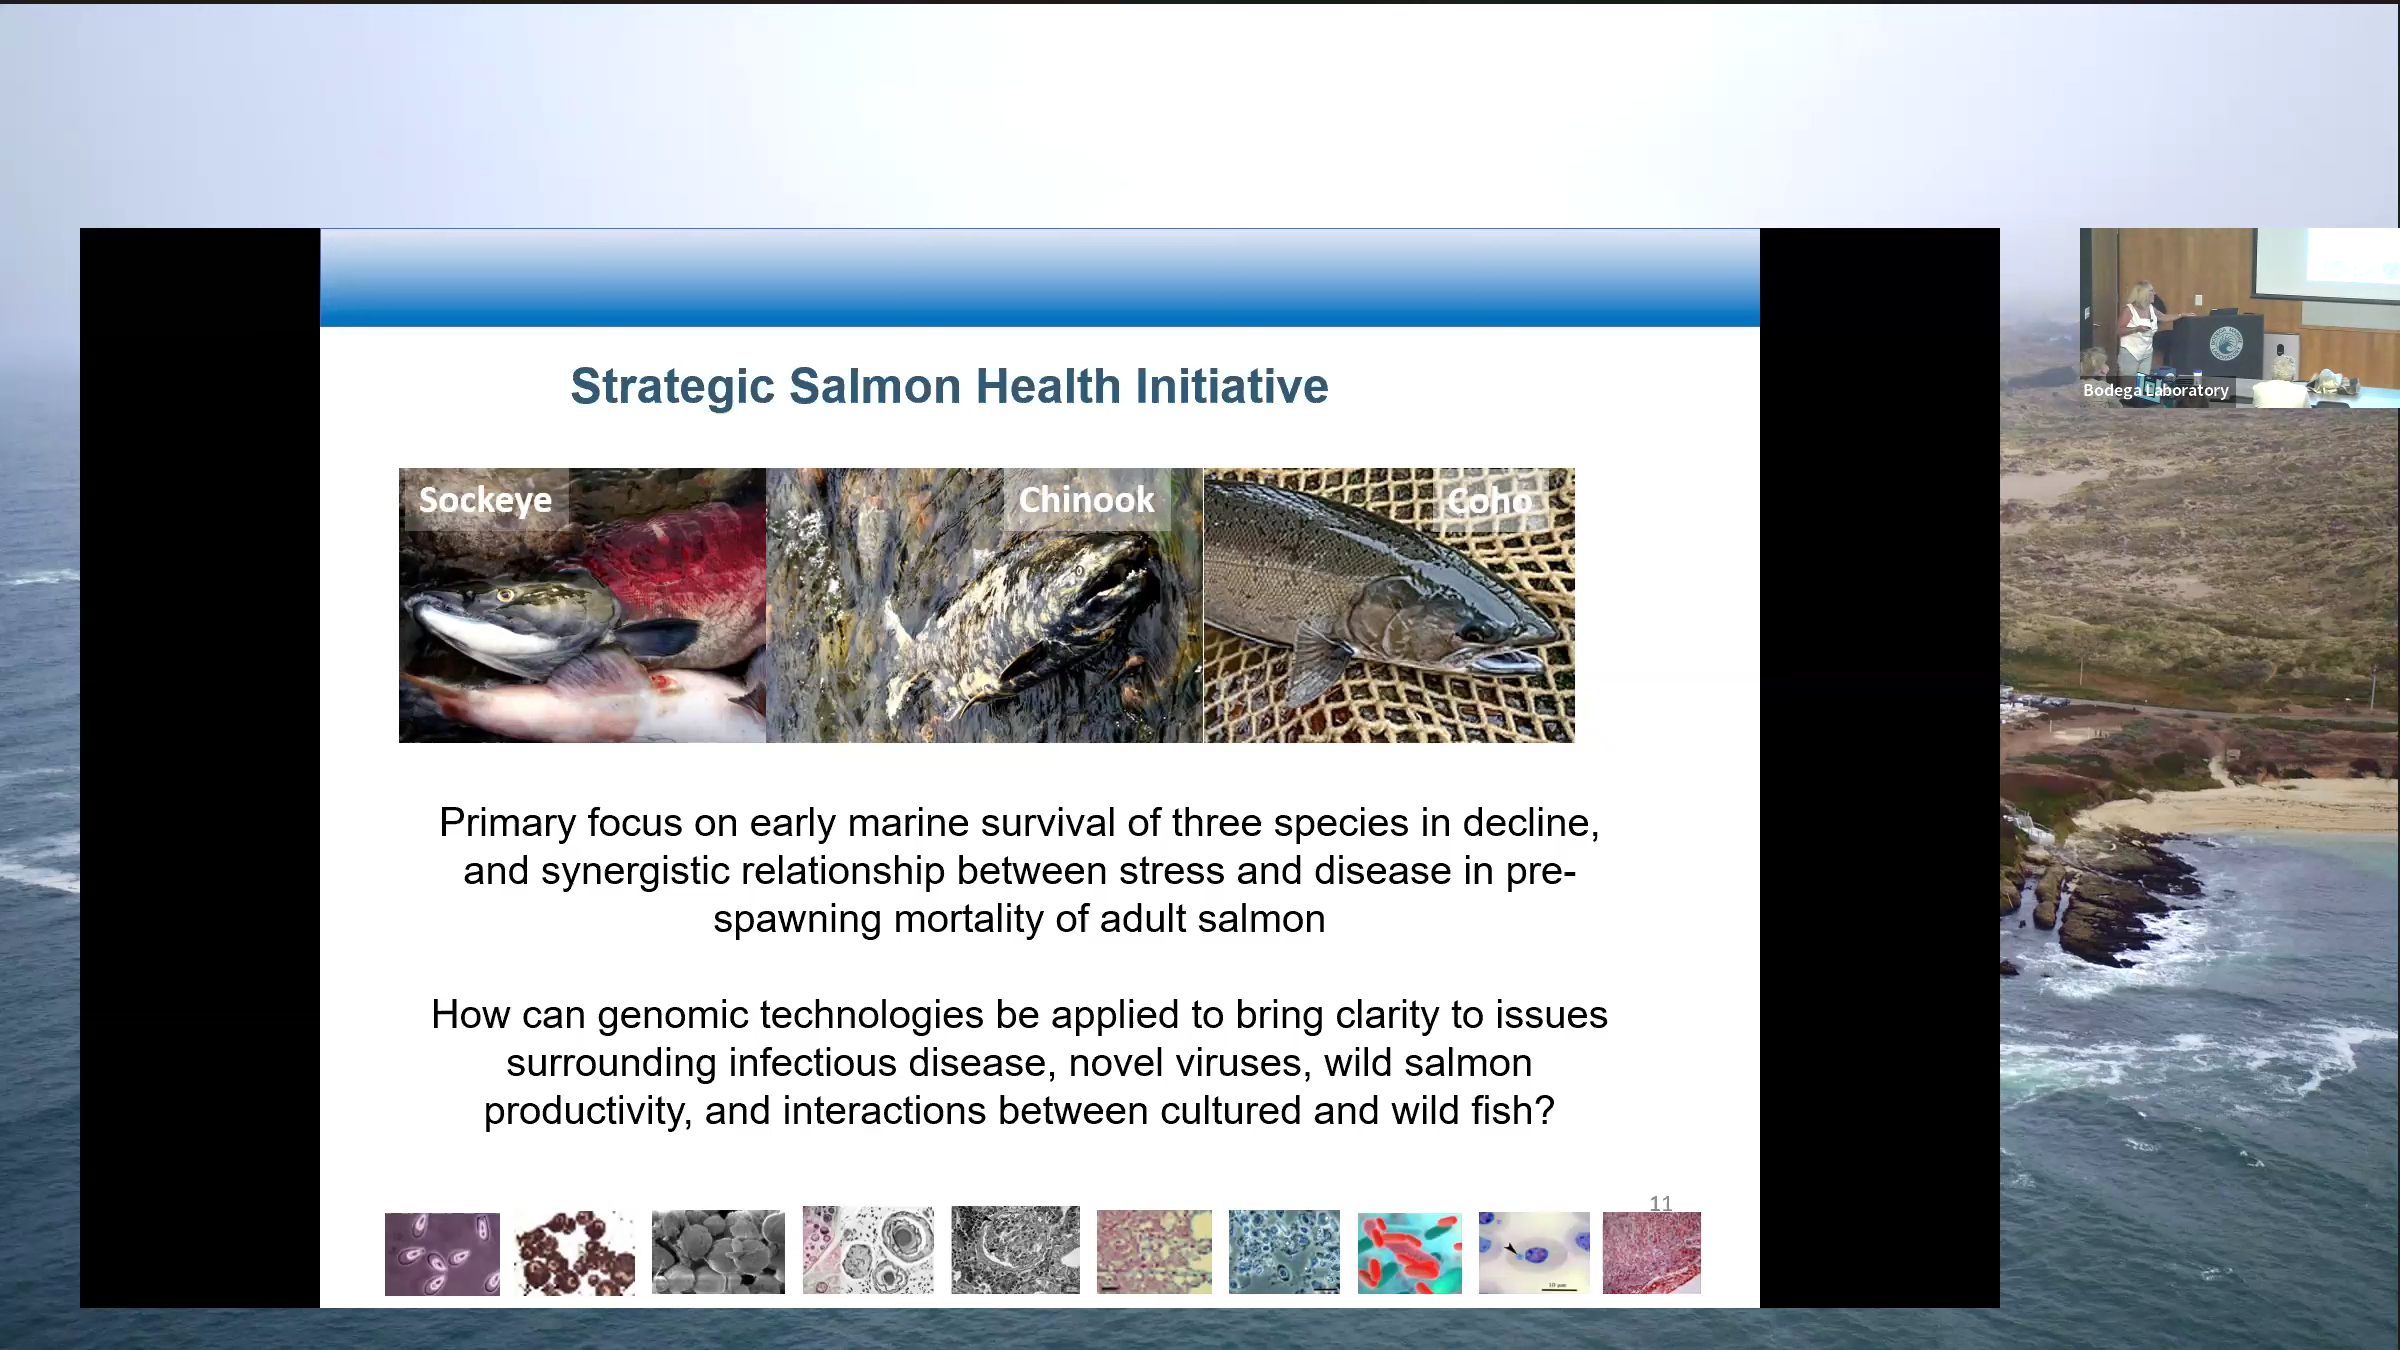 Strategic Salmon Health Initiative
Sockeye
Chinook
Coho
Primary focus on early marine survival of three species in decline,
and synergistic relationship between stress and disease in pre-
spawning mortality of adult salmon
How can genomic technologies be applied to bring clarity to issues
surrounding infectious disease, novel viruses, wild salmon
productivity, and interactions between cultured and wild fish?
11
Bodega Laboratory